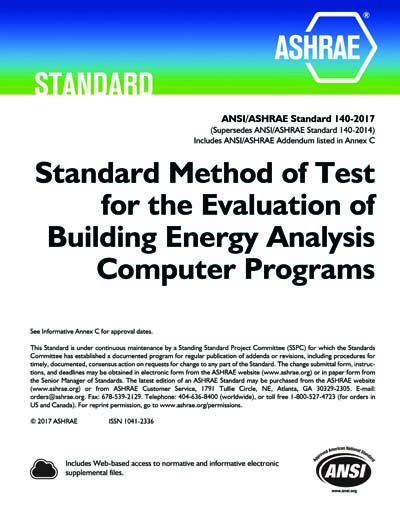 ASHRAE®
STANDARD
ANSI/ASHRAE Standard 140-2017
(Supersedes ANSI/ASHRAE Standard 140-2014)
Includes ANSI/ASHRAE Addendum listed in Annex C
Standard Method of Test
for the Evaluation of
Building Energy Analysis
Computer Programs
See Informative Annex C for approval dates.
This Standard is under continuous maintenance by a Standing Standard Project Committee (SSPC) for which the Standards
Committee has established a documented program for regular publication of addenda or revisions, including procedures for
timely, documented, consensus action on requests for change to any part of the Standard. The change submittal form, instruc-
tions, and deadlines may be obtained in electronic form from the ASHRAE website (www.ashrae.org) or in paper form from
the Senior Manager of Standards. The latest edition of an ASHRAE Standard may be purchased from the ASHRAE website
(www.ashrae.org) or from ASHRAE Customer Service, 1791 Tullie Circle, NE, Atlanta, GA 30329-2305. E-mail:
orders@ashrae.org. Fax: 678-539-2129. Telephone: 404-636-8400 (worldwide), or toll free 1-800-527-4723 (for orders in
US and Canada). For reprint permission, go to www.ashrae.org/permissions.
© 2017 ASHRAE ISSN 1041-2336
Includes Web-based access to normative and informative electronic
supplemental files.
Approved American National Standard
ANSI
www.ansi.org